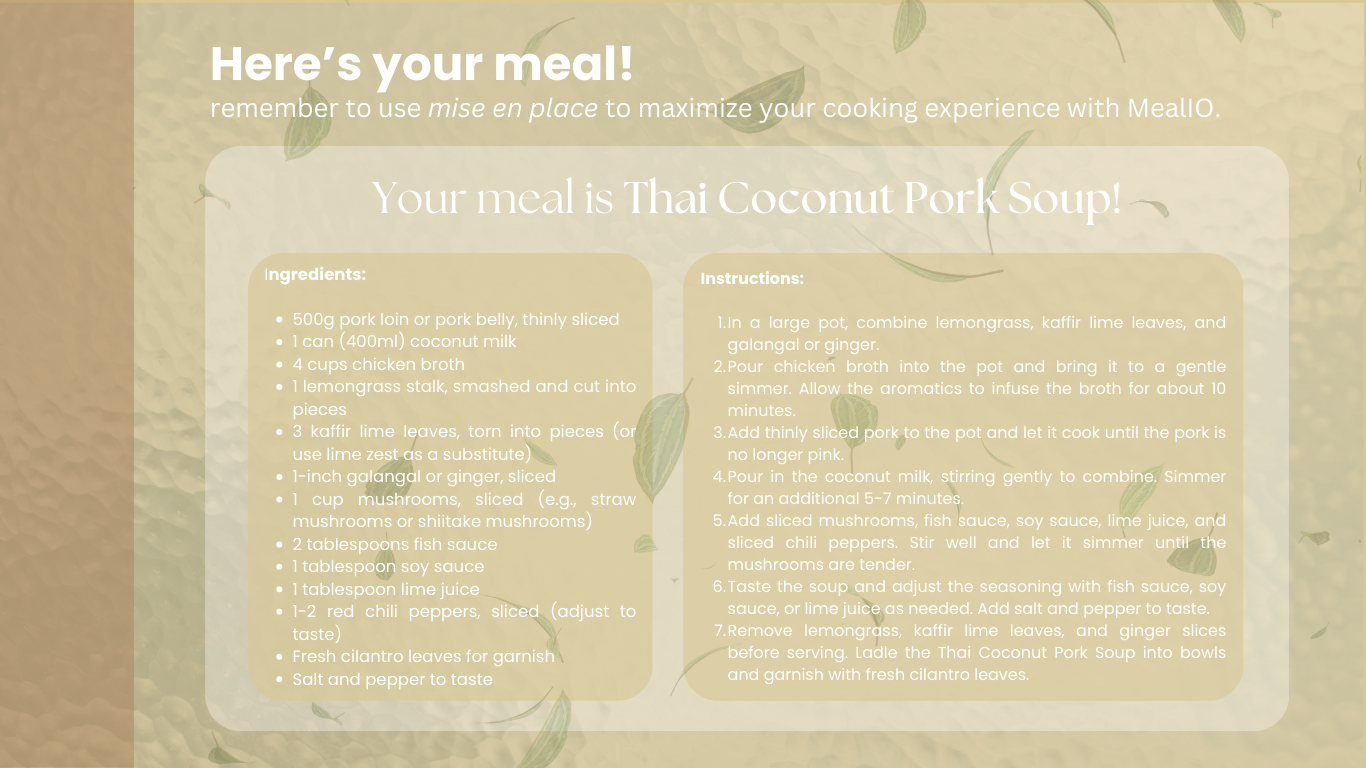 Here's your meal!
remember to use mise en place to maximize your cooking experience with MealIO.
Your meal is Thai Coconut Pork Soup!
Ingredients:
• 500g pork loin or pork belly, thinly sliced
• 1 can (400ml) coconut milk
• 4 cups chicken broth
• 1 lemongrass stalk, smashed and cut into
pieces
• 3 kaffir lime leaves, torn into pieces (or
use lime zest as a substitute)
• 1-inch galangal or ginger, sliced
• 1 cup mushrooms, sliced (e.g., straw
mushrooms or shiitake mushrooms)
• 2 tablespoons fish sauce
• 1 tablespoon soy sauce
• 1 tablespoon lime juice
• 1-2 red chili peppers, sliced (adjust to
taste)
• Fresh cilantro leaves for garnish
• Salt and pepper to taste
Instructions:
1. In a large pot, combine lemongrass, kaffir lime leaves, and
galangal or ginger.
2. Pour chicken broth into the pot and bring it to a gentle
simmer. Allow the aromatics to infuse the broth for about 10
minutes.
3. Add thinly sliced pork to the pot and let it cook until the pork is
no longer pink.
4. Pour in the coconut milk, stirring gently to combine. Simmer
for an additional 5-7 minutes.
5. Add sliced mushrooms, fish sauce, soy sauce, lime juice, and
sliced chili peppers. Stir well and let it simmer until the
mushrooms are tender.
6. Taste the soup and adjust the seasoning with fish sauce, soy
sauce, or lime juice as needed. Add salt and pepper to taste.
7. Remove lemongrass, kaffir lime leaves, and ginger slices
before serving. Ladle the Thai Coconut Pork Soup into bowls
and garnish with fresh cilantro leaves.